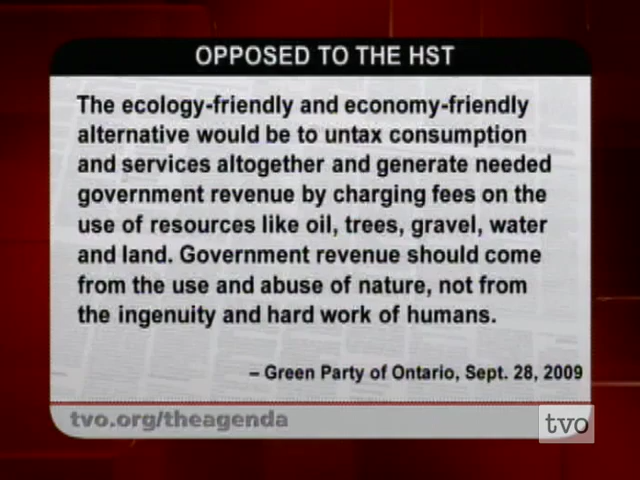 OPPOSED TO THE HST
The ecology-friendly and economy-friendly
alternative would be to untax consumption
and services altogether and generate needed
government revenue by charging fees on the
use of resources like oil, trees, gravel, water
and land. Government revenue should come
from the use and abuse of nature, not from
the ingenuity and hard work of humans.
– Green Party of Ontario, Sept. 28, 2009
tvo.org/theagenda
tvo